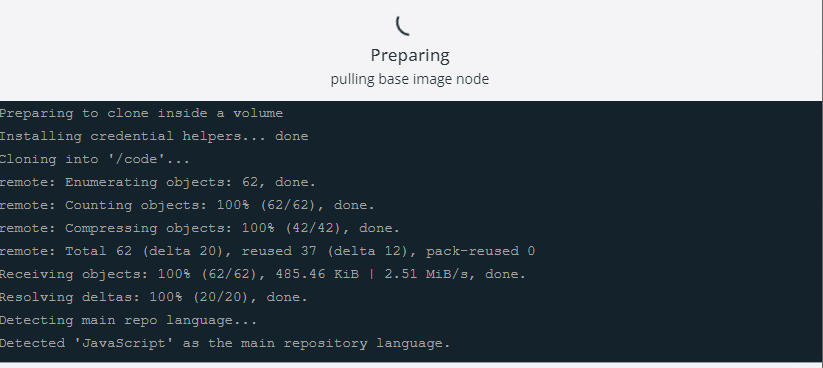 Preparing
pulling base image node
Preparing to clone inside a volume
Installing credential helpers... done
Cloning into '/code'...
remote: Enumerating objects: 62, done.
remote: Counting objects: 100% (62/62), done.
remote: Compressing objects: 100% (42/42), done.
remote: Total 62 (delta 20), reused 37 (delta 12), pack-reused 0
Receiving objects: 100% (62/62), 485.46 KiB | 2.51 MiB/s, done.
Resolving deltas: 100% (20/20), done.
Detecting main repo language...
Detected 'JavaScript' as the main repository language.